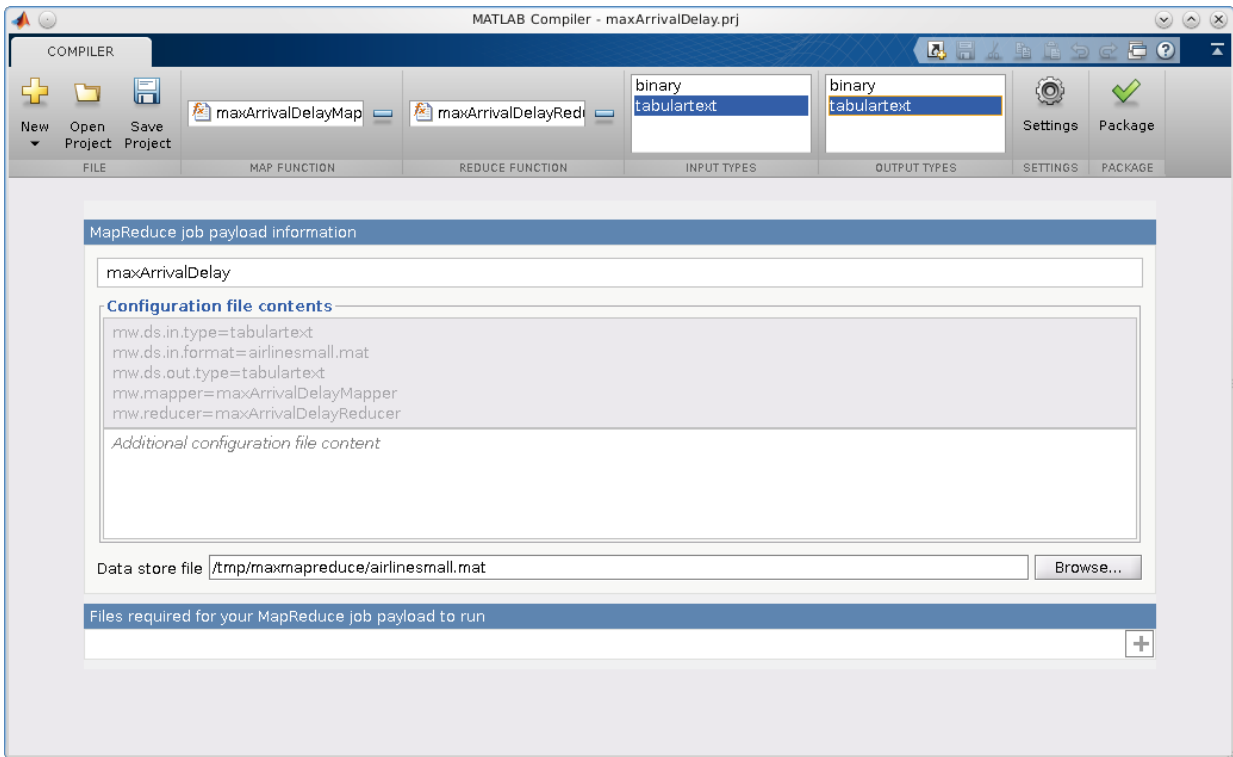 MATLAB Compiler - maxArrivalDelay.prj
COMPILER
New
Open Project
Save Project
FILE
maxArrivalDelayMap
MAP FUNCTION
maxArrivalDelayRedu
REDUCE FUNCTION
binary
tabulartext
INPUT TYPES
binary
tabulartext
OUTPUT TYPES
Settings
SETTINGS
Package
PACKAGE
MapReduce job payload information
maxArrivalDelay
Configuration file contents
mw.ds.in.type=tabulartext
mw.ds.in.format=airlinesmall.mat
mw.ds.out.type=tabulartext
mw.mapper=maxArrivalDelayMapper
mw.reducer=maxArrivalDelayReducer
Additional configuration file content
Data store file /tmp/maxmapreduce/airlinesmall.mat Browse...
Files required for your MapReduce job payload to run